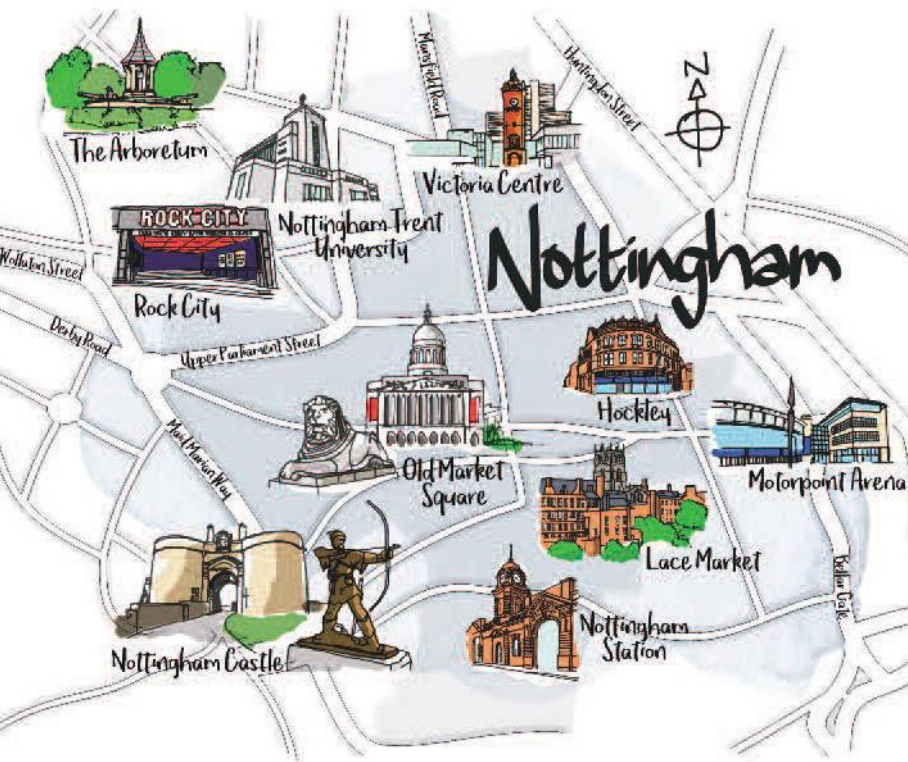 Mansfield Road
Huntingdon Street
N
The Arboretum
Victoria Centre
Nottingham Trent
University
ROCK CITY
Rock City
Nottingham
Wollaton Street
Derby Road
Upper Parliament Street
Hockley
Maid Marian Way
Old Market
Square
Motorpoint Arena
Lace Market
Bellar Gate
Nottingham
Station
Nottingham Castle